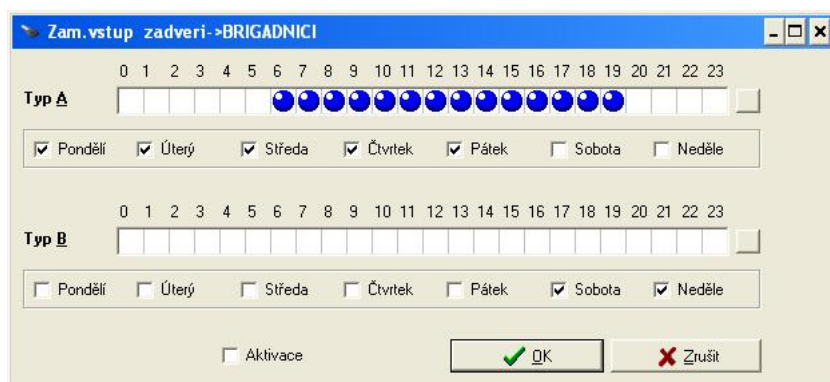 Zam.vstup zadveri->BRIGADNICI
0 1 2 3 4 5 6 7 8 9 10 11 12 13 14 15 16 17 18 19 20 21 22 23
Typ A
Pondělí Úterý Středa Čtvrtek Pátek Sobota Neděle
0 1 2 3 4 5 6 7 8 9 10 11 12 13 14 15 16 17 18 19 20 21 22 23
Typ B
Pondělí Úterý Středa Čtvrtek Pátek Sobota Neděle
Aktivace OK Zrušit